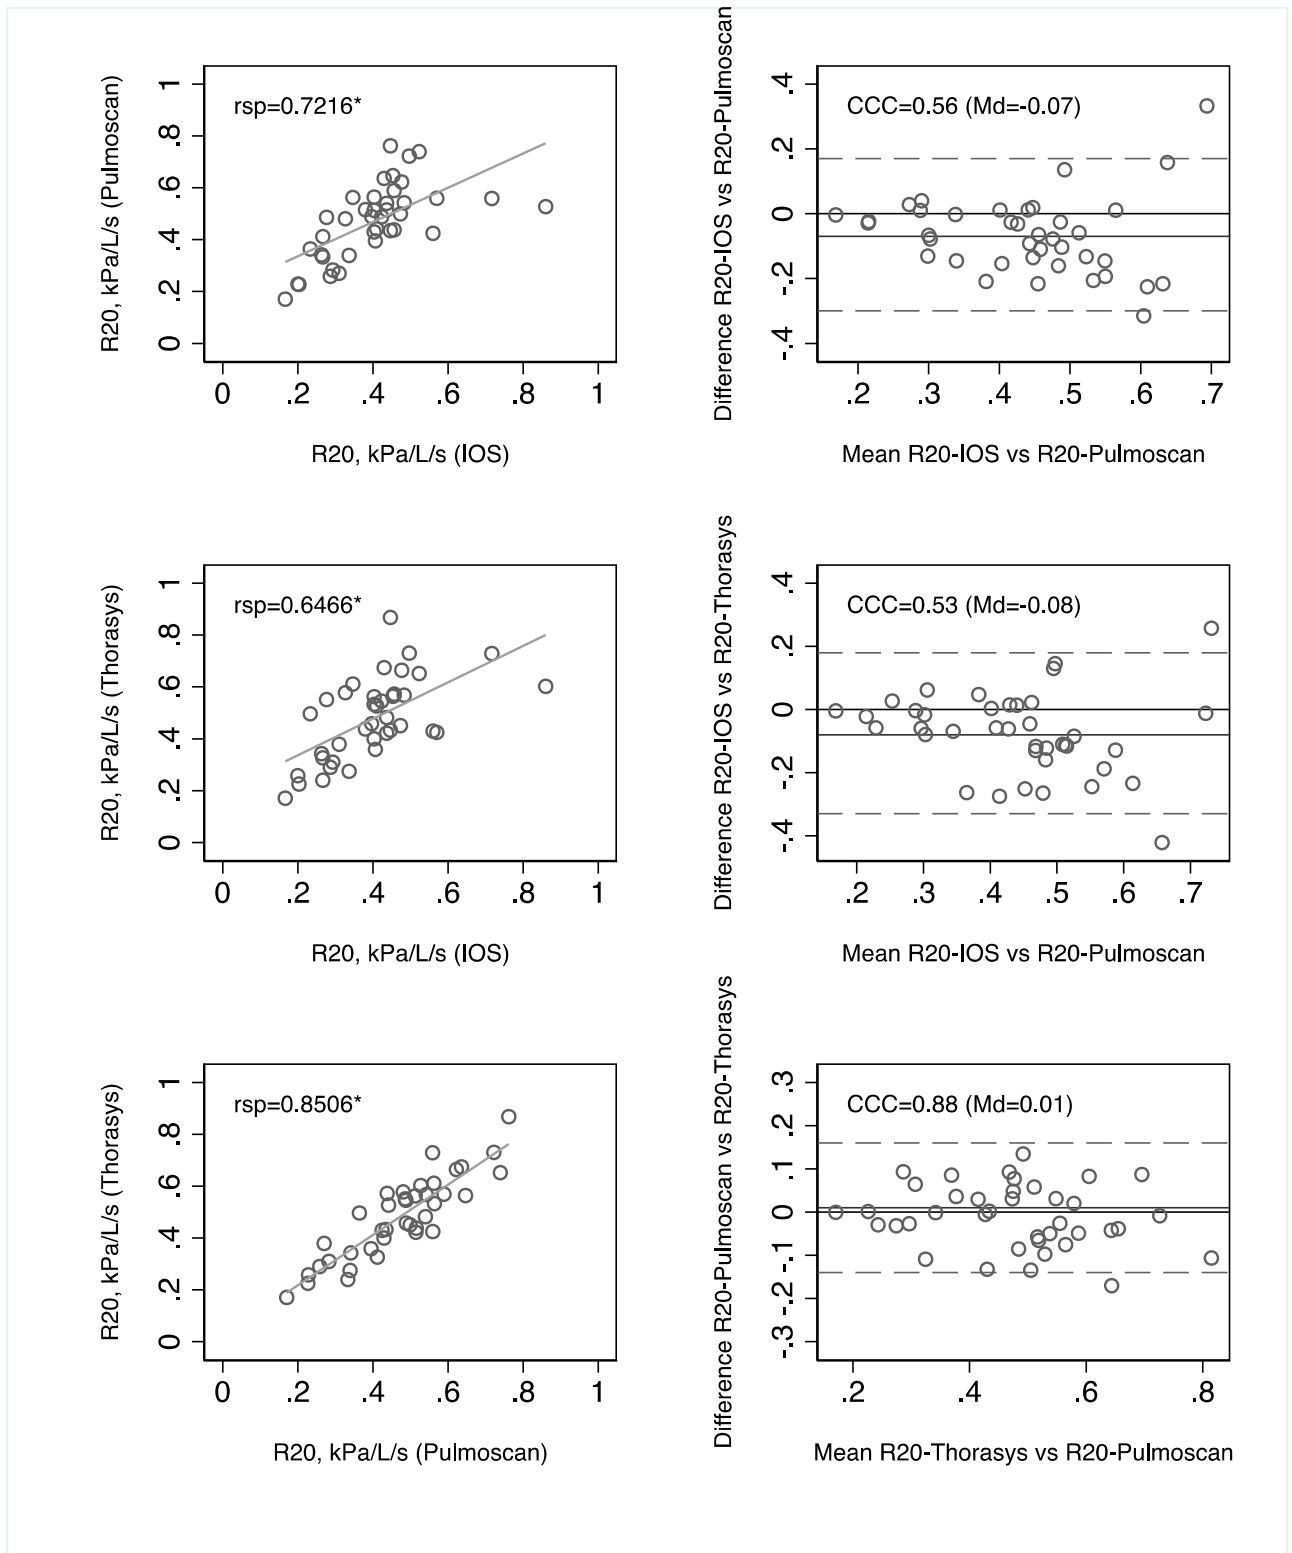 R20, kPa/L/s (Pulmoscan)
1
.8
.6
.4
.2
0
rsp=0.7216*
0 .2 .4 .6 .8 1
R20, kPa/L/s (IOS)
Difference R20-IOS vs R20-Pulmoscan
.4
.2
0
-.2
-.4
CCC=0.56 (Md=-0.07)
.2 .3 .4 .5 .6 .7
Mean R20-IOS vs R20-Pulmoscan
R20, kPa/L/s (Thorasys)
1
.8
.6
.4
.2
0
rsp=0.6466*
0 .2 .4 .6 .8 1
R20, kPa/L/s (IOS)
Difference R20-IOS vs R20-Thorasys
.4
.2
0
-.2
-.4
CCC=0.53 (Md=-0.08)
.2 .3 .4 .5 .6 .7
Mean R20-IOS vs R20-Pulmoscan
R20, kPa/L/s (Thorasys)
1
.8
.6
.4
.2
0
rsp=0.8506*
0 .2 .4 .6 .8 1
R20, kPa/L/s (Pulmoscan)
Difference R20-Pulmoscan vs R20-Thorasys
.3
.2
.1
0
-.1
-.2
-.3
CCC=0.88 (Md=0.01)
.2 .4 .6 .8
Mean R20-Thorasys vs R20-Pulmoscan